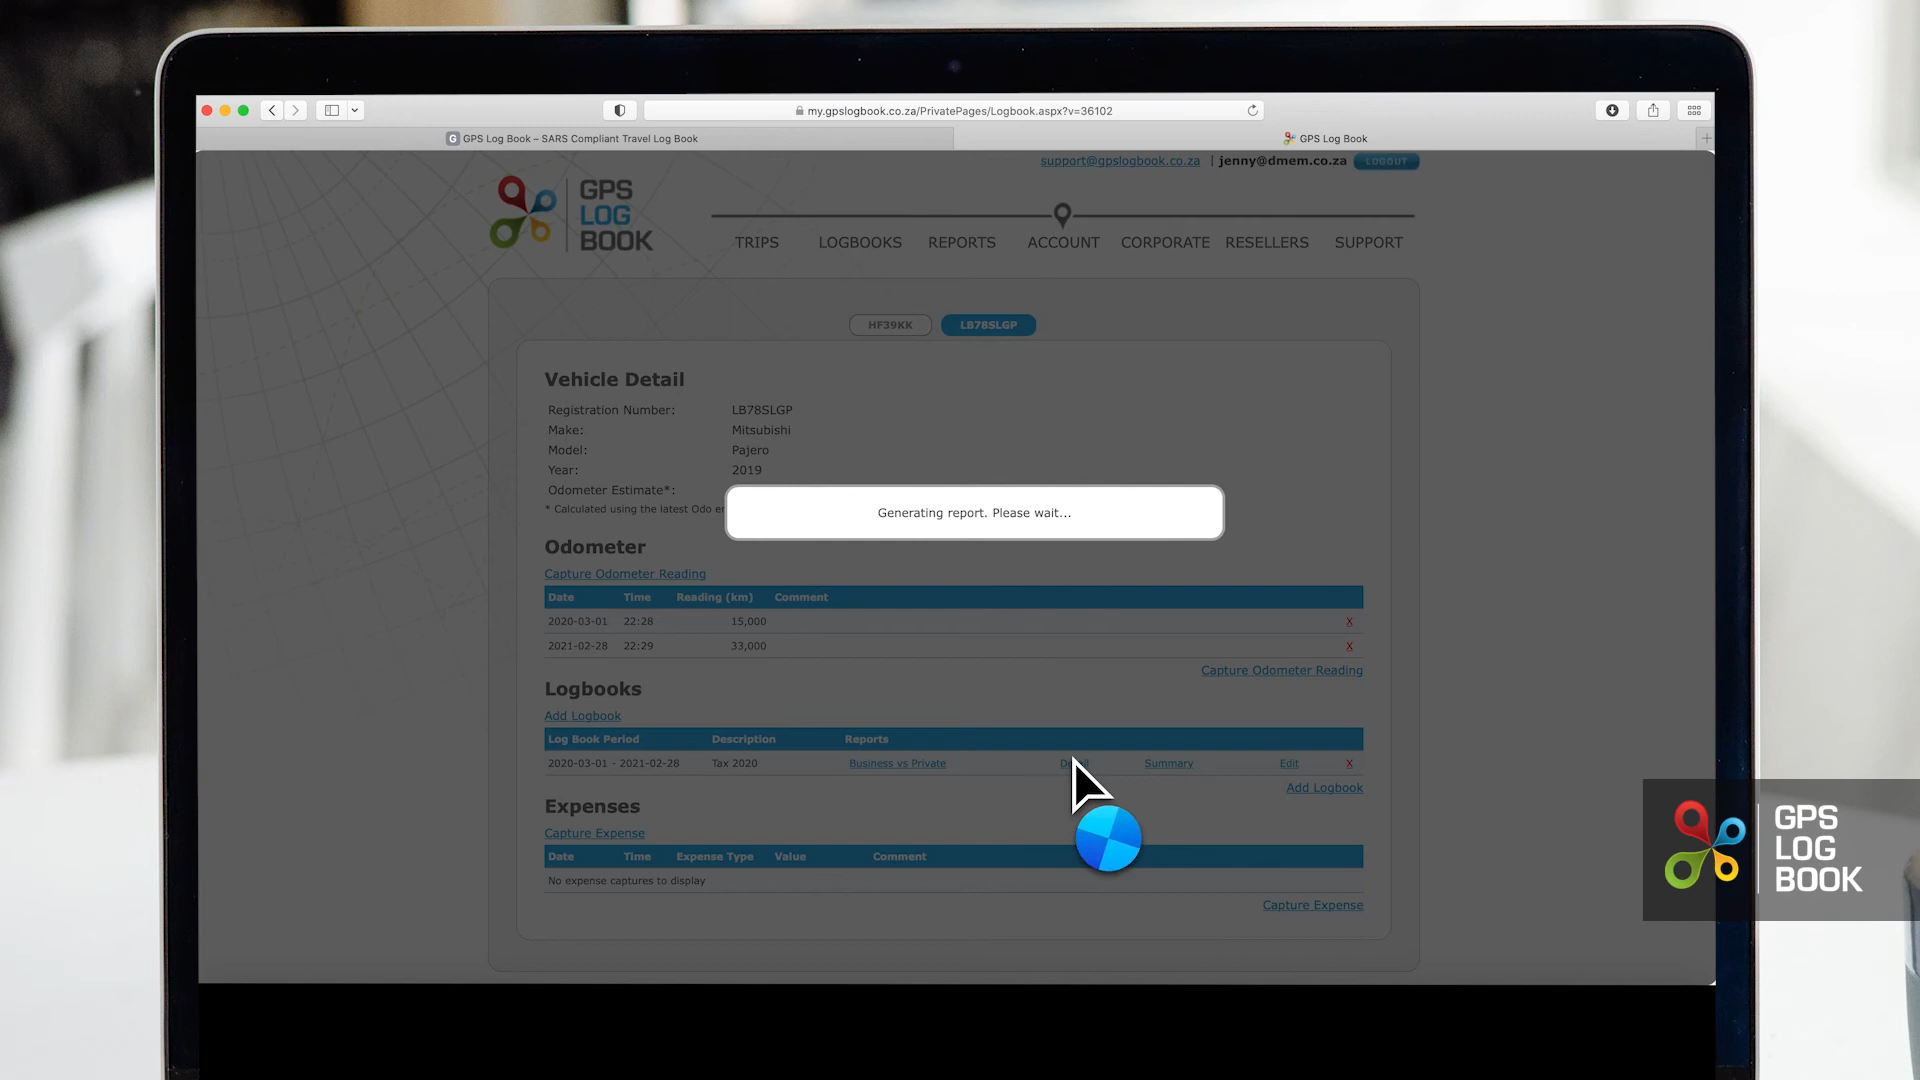 my.gpslogbook.co.za/PrivatePages/Logbook.aspx?v=36102
G GPS Log Book – SARS Compliant Travel Log Book
GPS Log Book
support@gpslogbook.co.za | jenny@dmem.co.za LOGOUT
GPS
LOG
BOOK
TRIPS LOGBOOKS REPORTS ACCOUNT CORPORATE RESELLERS SUPPORT
HF39KK LB78SLGP
Vehicle Detail
Registration Number: LB78SLGP
Make: Mitsubishi
Model: Pajero
Year: 2019
Odometer Estimate*:
* Calculated using the latest Odo
Generating report. Please wait...
Odometer
Capture Odometer Reading
Date Time Reading (km) Comment
2020-03-01 22:28 15,000 X
2021-02-28 22:29 33,000 X
Capture Odometer Reading
Logbooks
Add Logbook
Log Book Period Description Reports
2020-03-01 - 2021-02-28 Tax 2020 Business vs Private Summary Edit X
Add Logbook
Expenses
Capture Expense
Date Time Expense Type Value Comment
No expense captures to display
Capture Expense
GPS
LOG
BOOK